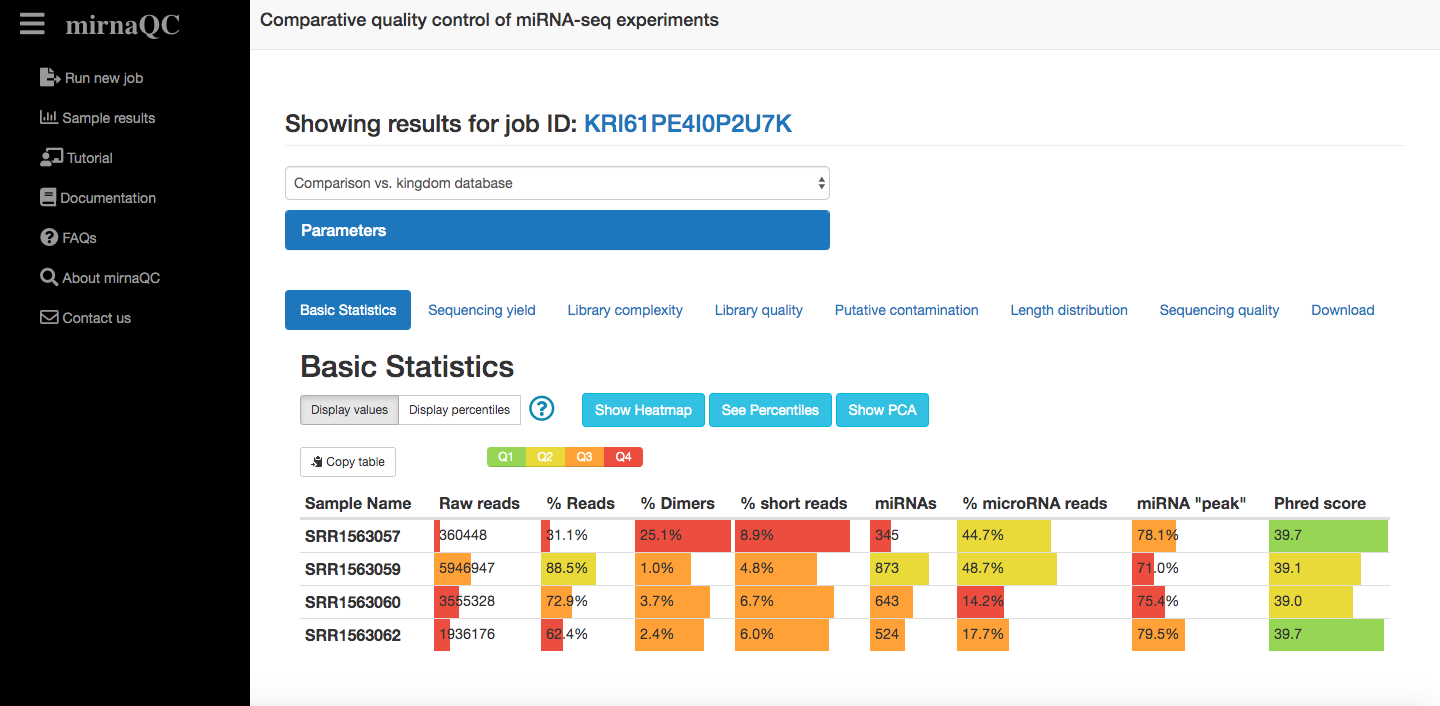 mirnaQC
Comparative quality control of miRNA-seq experiments
Run new job
Sample results
Tutorial
Documentation
FAQs
About mirnaQC
Contact us
Showing results for job ID: KRI61PE4I0P2U7K
Comparison vs. kingdom database
Parameters
Basic Statistics Sequencing yield Library complexity Library quality Putative contamination Length distribution Sequencing quality Download
Basic Statistics
Display values Display percentiles ? Show Heatmap See Percentiles Show PCA
Copy table Q1 Q2 Q3 Q4
Sample Name Raw reads % Reads % Dimers % short reads miRNAs % microRNA reads miRNA "peak" Phred score
SRR1563057 360448 31.1% 25.1% 8.9% 345 44.7% 78.1% 39.7
SRR1563059 5946947 88.5% 1.0% 4.8% 873 48.7% 71.0% 39.1
SRR1563060 3555328 72.9% 3.7% 6.7% 643 14.2% 75.4% 39.0
SRR1563062 1936176 62.4% 2.4% 6.0% 524 17.7% 79.5% 39.7